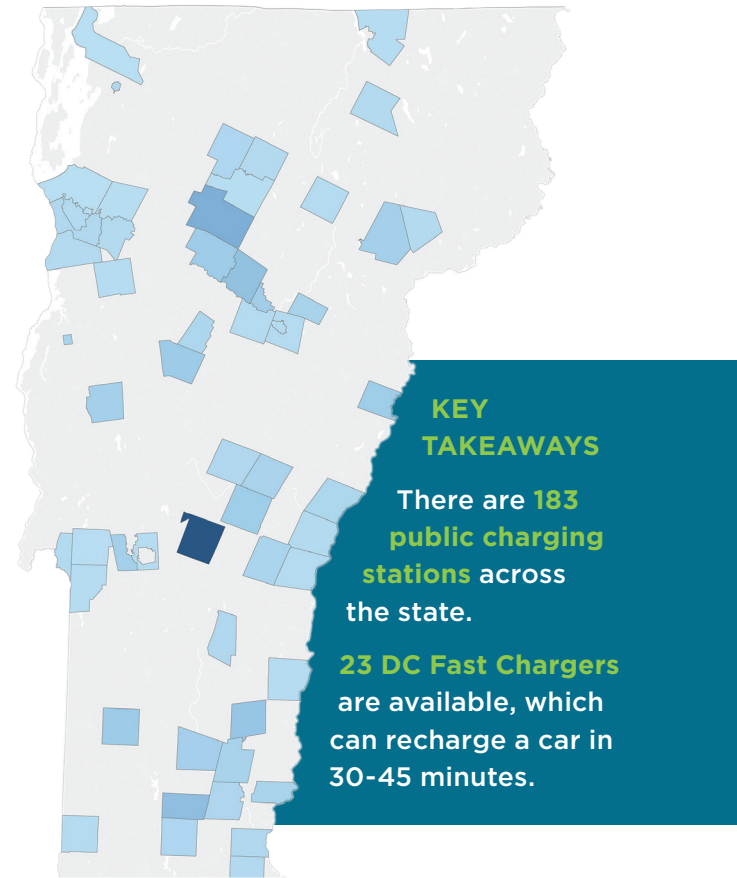 KEY
TAKEAWAYS
There are 183
public charging
stations across
the state.
23 DC Fast Chargers
are available, which
can recharge a car in
30-45 minutes.